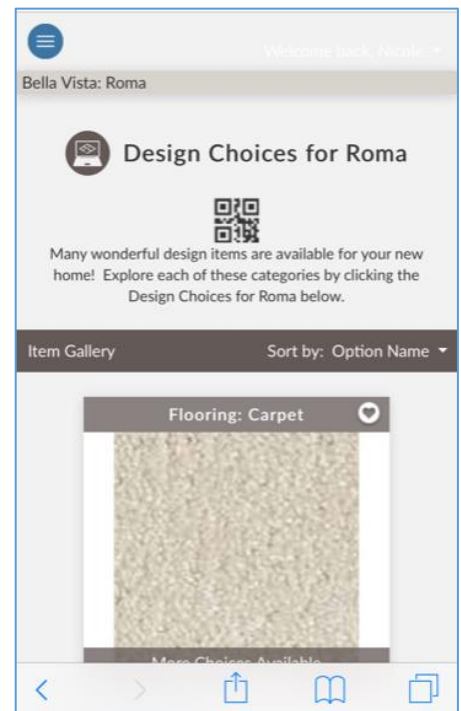 Welcome back, Nicole
Bella Vista: Roma
Design Choices for Roma
Many wonderful design items are available for your new
home! Explore each of these categories by clicking the
Design Choices for Roma below.
Item Gallery Sort by: Option Name
Flooring: Carpet
More Choices Available